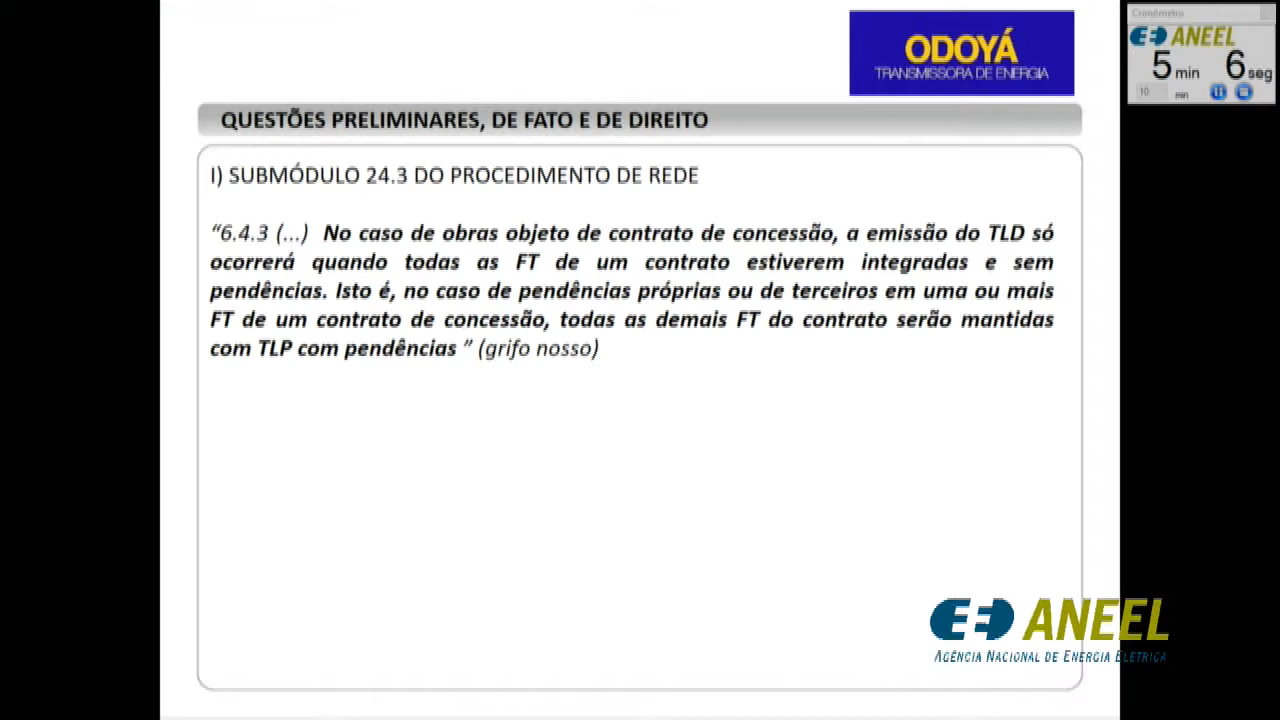 Cronômetro
ANEEL
5 min 6 seg
10 min
ODOYÁ
TRANSMISSORA DE ENERGIA
QUESTÕES PRELIMINARES, DE FATO E DE DIREITO
I) SUBMÓDULO 24.3 DO PROCEDIMENTO DE REDE
“6.4.3 (...) No caso de obras objeto de contrato de concessão, a emissão do TLD só
ocorrerá quando todas as FT de um contrato estiverem integradas e sem
pendências. Isto é, no caso de pendências próprias ou de terceiros em uma ou mais
FT de um contrato de concessão, todas as demais FT do contrato serão mantidas
com TLP com pendências ” (grifo nosso)
ANEEL
AGÊNCIA NACIONAL DE ENERGIA ELÉTRICA